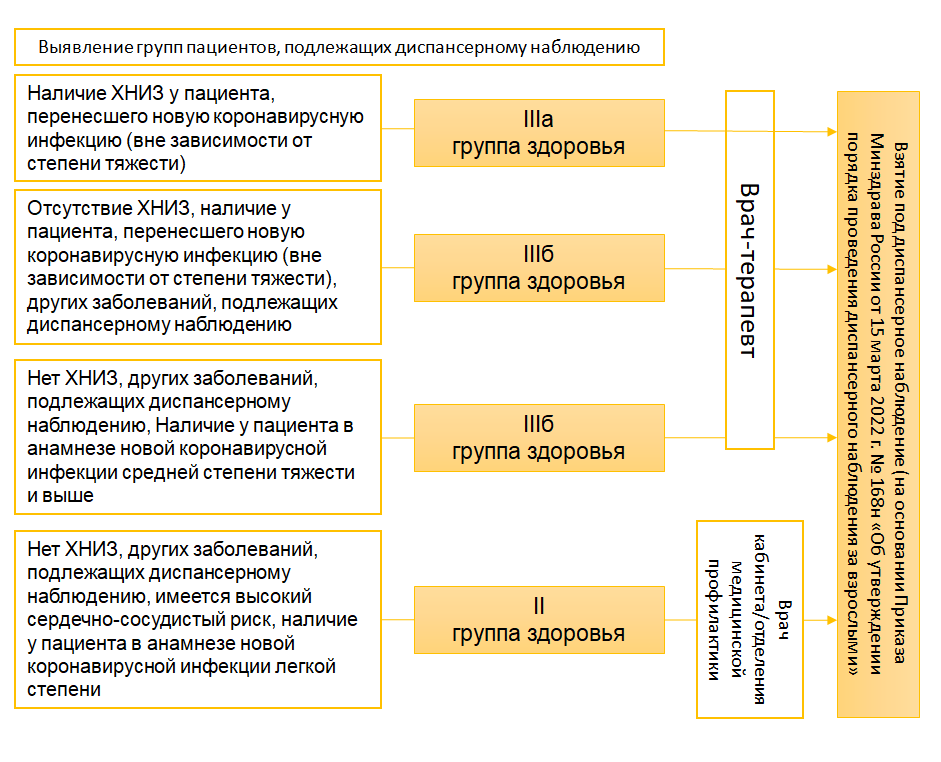 Выявление групп пациентов, подлежащих диспансерному наблюдению
Наличие ХНИЗ у пациента,
перенесшего новую коронавирусную
инфекцию (вне зависимости от
степени тяжести)
IIIа
группа здоровья
Отсутствие ХНИЗ, наличие у
пациента, перенесшего новую
коронавирусную инфекцию (вне
зависимости от степени тяжести),
других заболеваний, подлежащих
диспансерному наблюдению
IIIб
группа здоровья
Нет ХНИЗ, других заболеваний,
подлежащих диспансерному
наблюдению, Наличие у пациента в
анамнезе новой коронавирусной
инфекции средней степени тяжести
и выше
IIIб
группа здоровья
Врач-терапевт
Нет ХНИЗ, других заболеваний,
подлежащих диспансерному
наблюдению, имеется высокий
сердечно-сосудистый риск, наличие
у пациента в анамнезе новой
коронавирусной инфекции легкой
степени
II
группа здоровья
Врач
кабинета/отделения
медицинской
профилактики
Взятие под диспансерное наблюдение (на основании Приказа
Минздрава России от 15 марта 2022 г. № 168н «Об утверждении
порядка проведения диспансерного наблюдения за взрослыми»